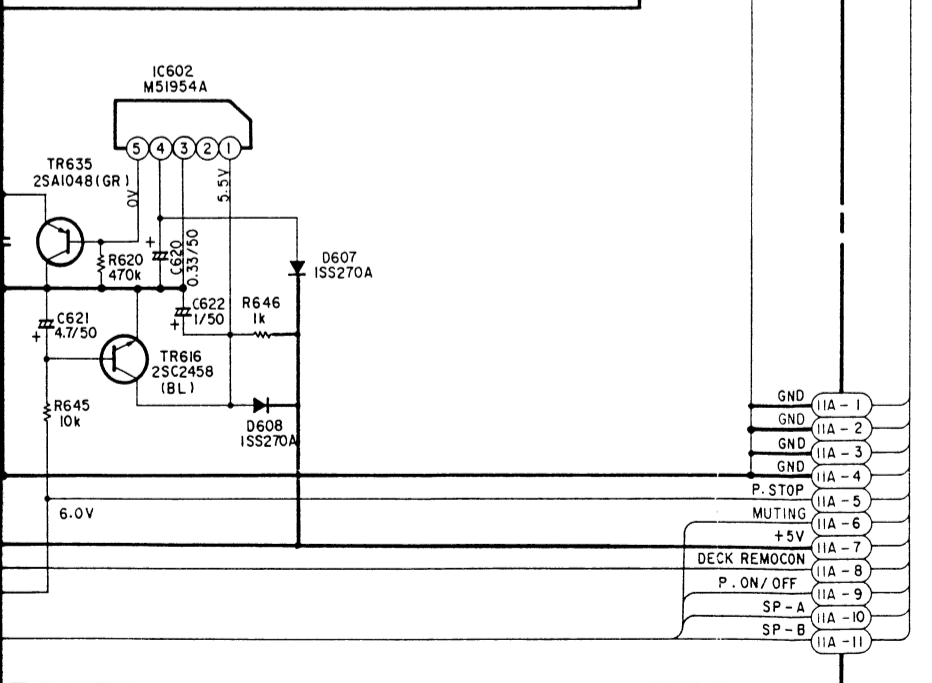 IC602
M51954A
5 4 3 2 1
TR635
2SA1048(GR)
0V
5.5V
R620
470k
+
C620
0.33/50
D607
1SS270A
C622
1/50
+
R646
1k
C621
4.7/50
+
TR616
2SC2458
(BL)
R645
10k
D608
1SS270A
6.0V
GND 11A-1
GND 11A-2
GND 11A-3
GND 11A-4
P.STOP 11A-5
MUTING 11A-6
+5V 11A-7
DECK REMOCON 11A-8
P.ON/OFF 11A-9
SP-A 11A-10
SP-B 11A-11